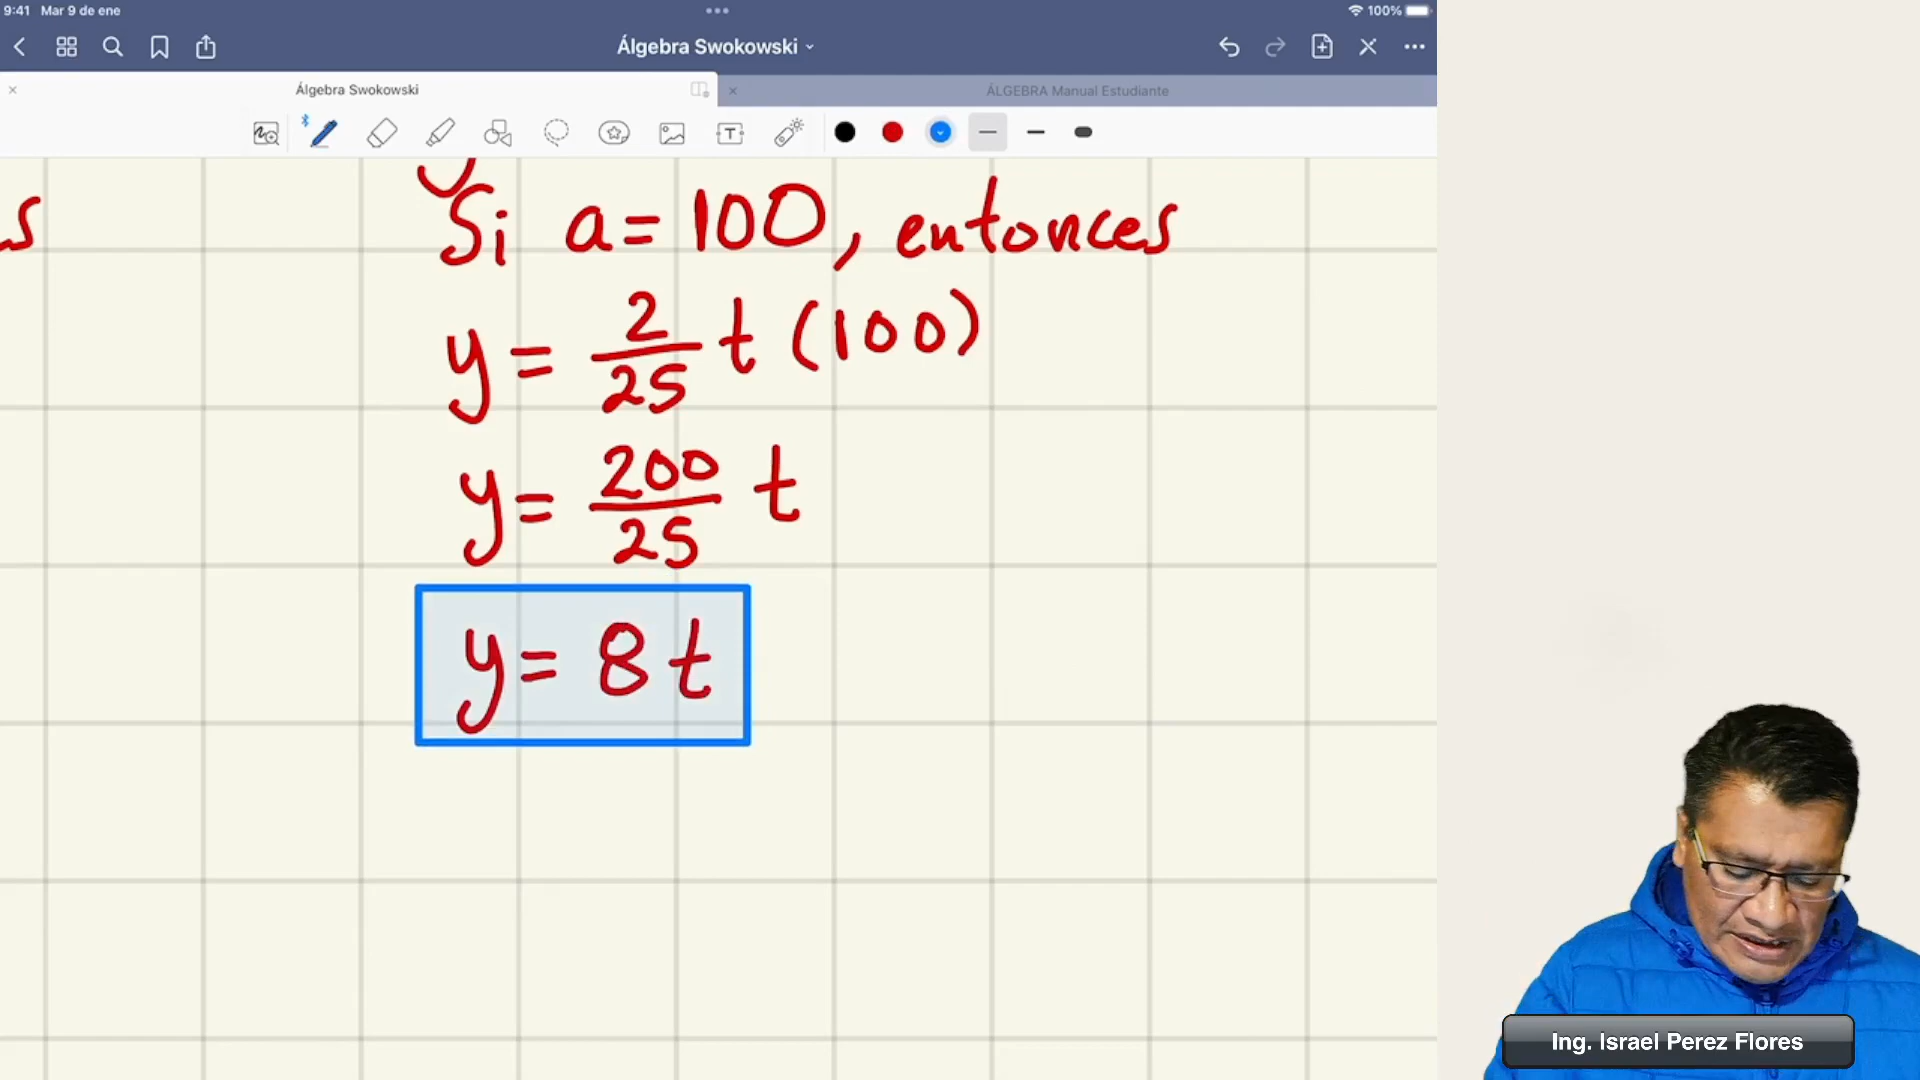 9:41 Mar 9 de ene
100%
Álgebra Swokowski
Álgebra Swokowski
ÁLGEBRA Manual Estudiante
T
s
Si a = 100, entonces
y = 2/25 t (100)
y = 200/25 t
y = 8 t
Ing. Israel Perez Flores